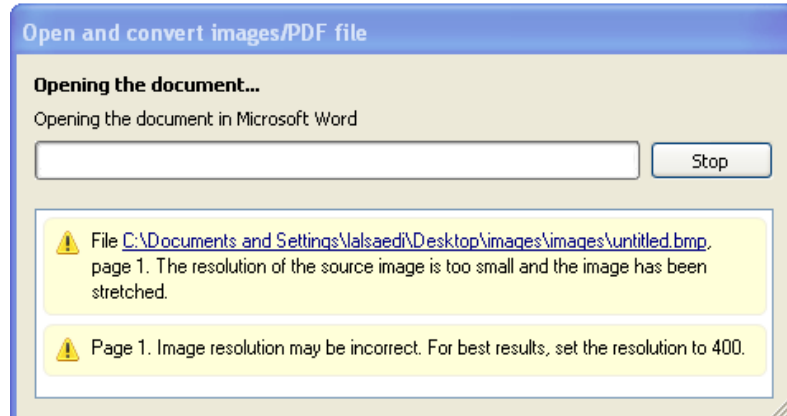 Open and convert images/PDF file
Opening the document...
Opening the document in Microsoft Word
Stop
File C:\Documents and Settings\lalsaedi\Desktop\images\images\untitled.bmp,
page 1. The resolution of the source image is too small and the image has been
stretched.
Page 1. Image resolution may be incorrect. For best results, set the resolution to 400.